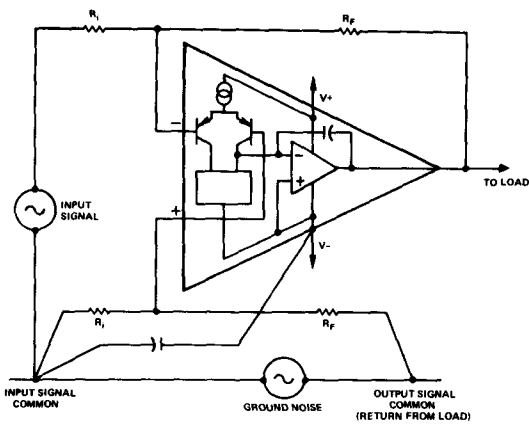 Rᵢ
R_F
V+
−
+
−
+
INPUT
SIGNAL
TO LOAD
V−
Rᵢ
R_F
INPUT SIGNAL
COMMON
GROUND NOISE
OUTPUT SIGNAL
COMMON
(RETURN FROM LOAD)